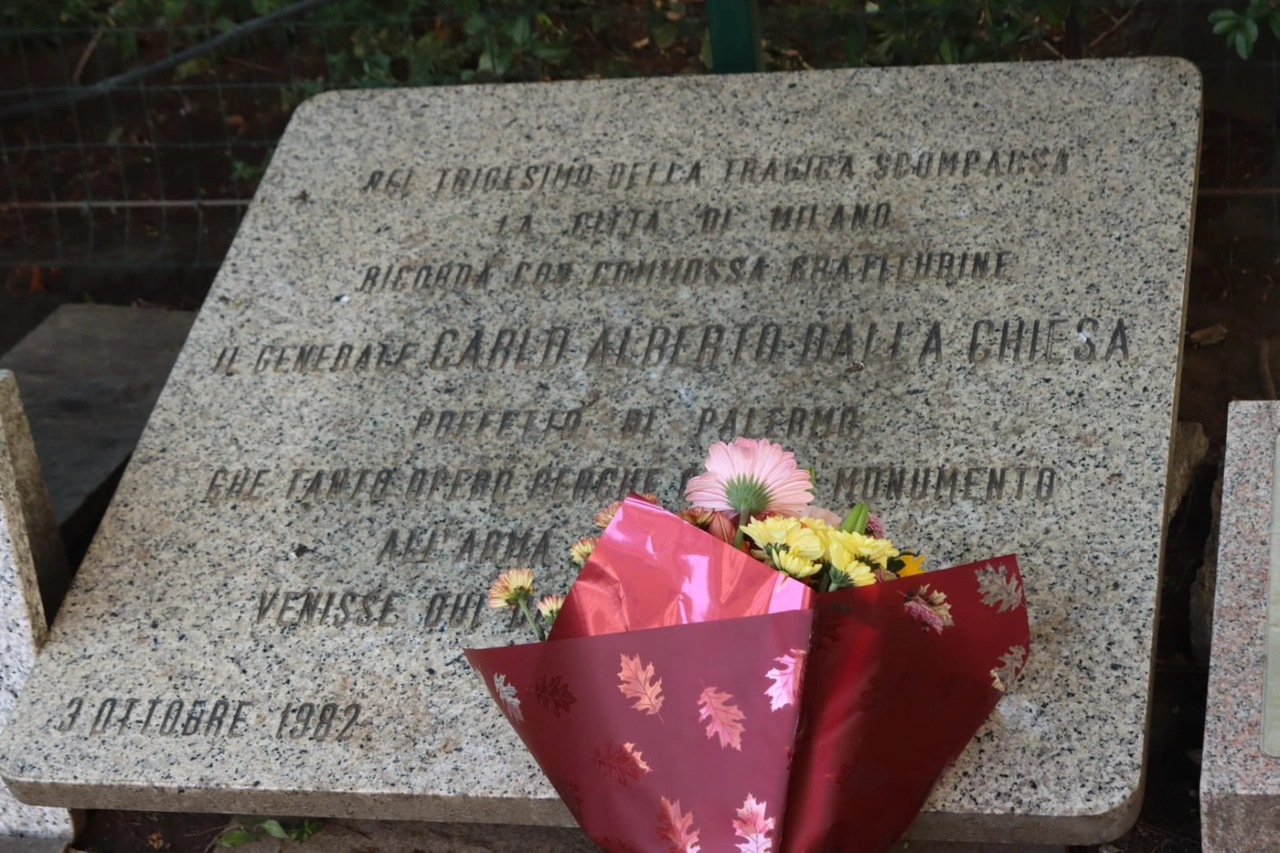 NEL TRIGESIMO DELLA TRAGICA SCOMPARSA
LA CITTA DI MILANO
RICORDA CON COMMOSSA GRATITUDINE
IL GENERALE CARLO ALBERTO DALLA CHIESA
PREFETTO DI PALERMO
CHE TANTO OPERO PERCHE MONUMENTO
ALL'ARMA
VENISSE QUI
3 OTTOBRE 1982